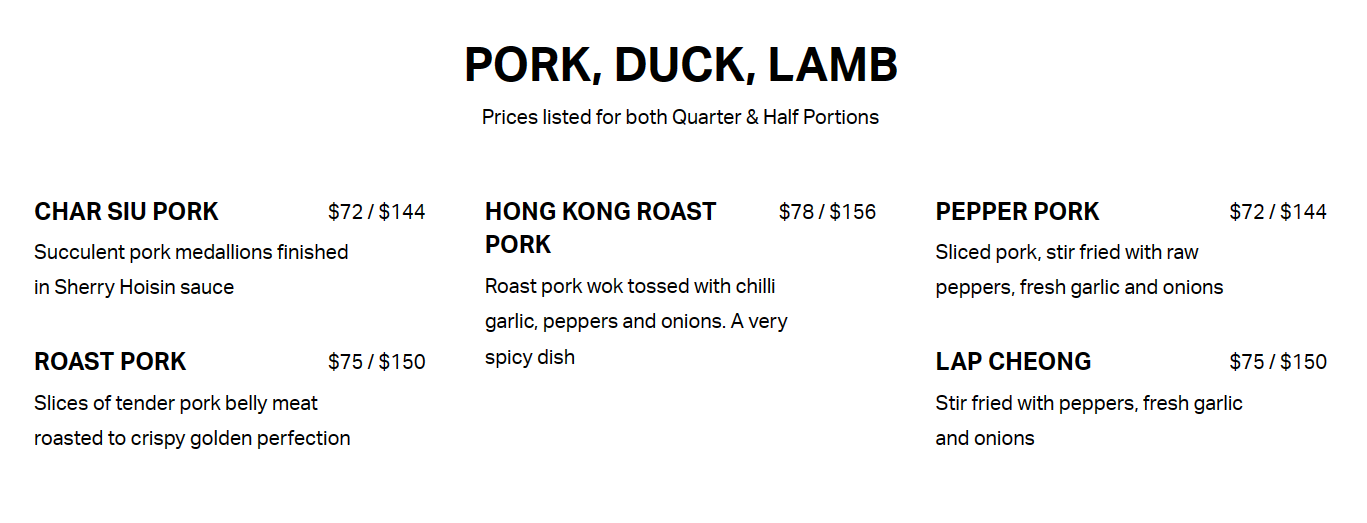 PORK, DUCK, LAMB
Prices listed for both Quarter & Half Portions
CHAR SIU PORK $72 / $144
Succulent pork medallions finished
in Sherry Hoisin sauce
ROAST PORK $75 / $150
Slices of tender pork belly meat
roasted to crispy golden perfection
HONG KONG ROAST $78 / $156
PORK
Roast pork wok tossed with chilli
garlic, peppers and onions. A very
spicy dish
PEPPER PORK $72 / $144
Sliced pork, stir fried with raw
peppers, fresh garlic and onions
LAP CHEONG $75 / $150
Stir fried with peppers, fresh garlic
and onions